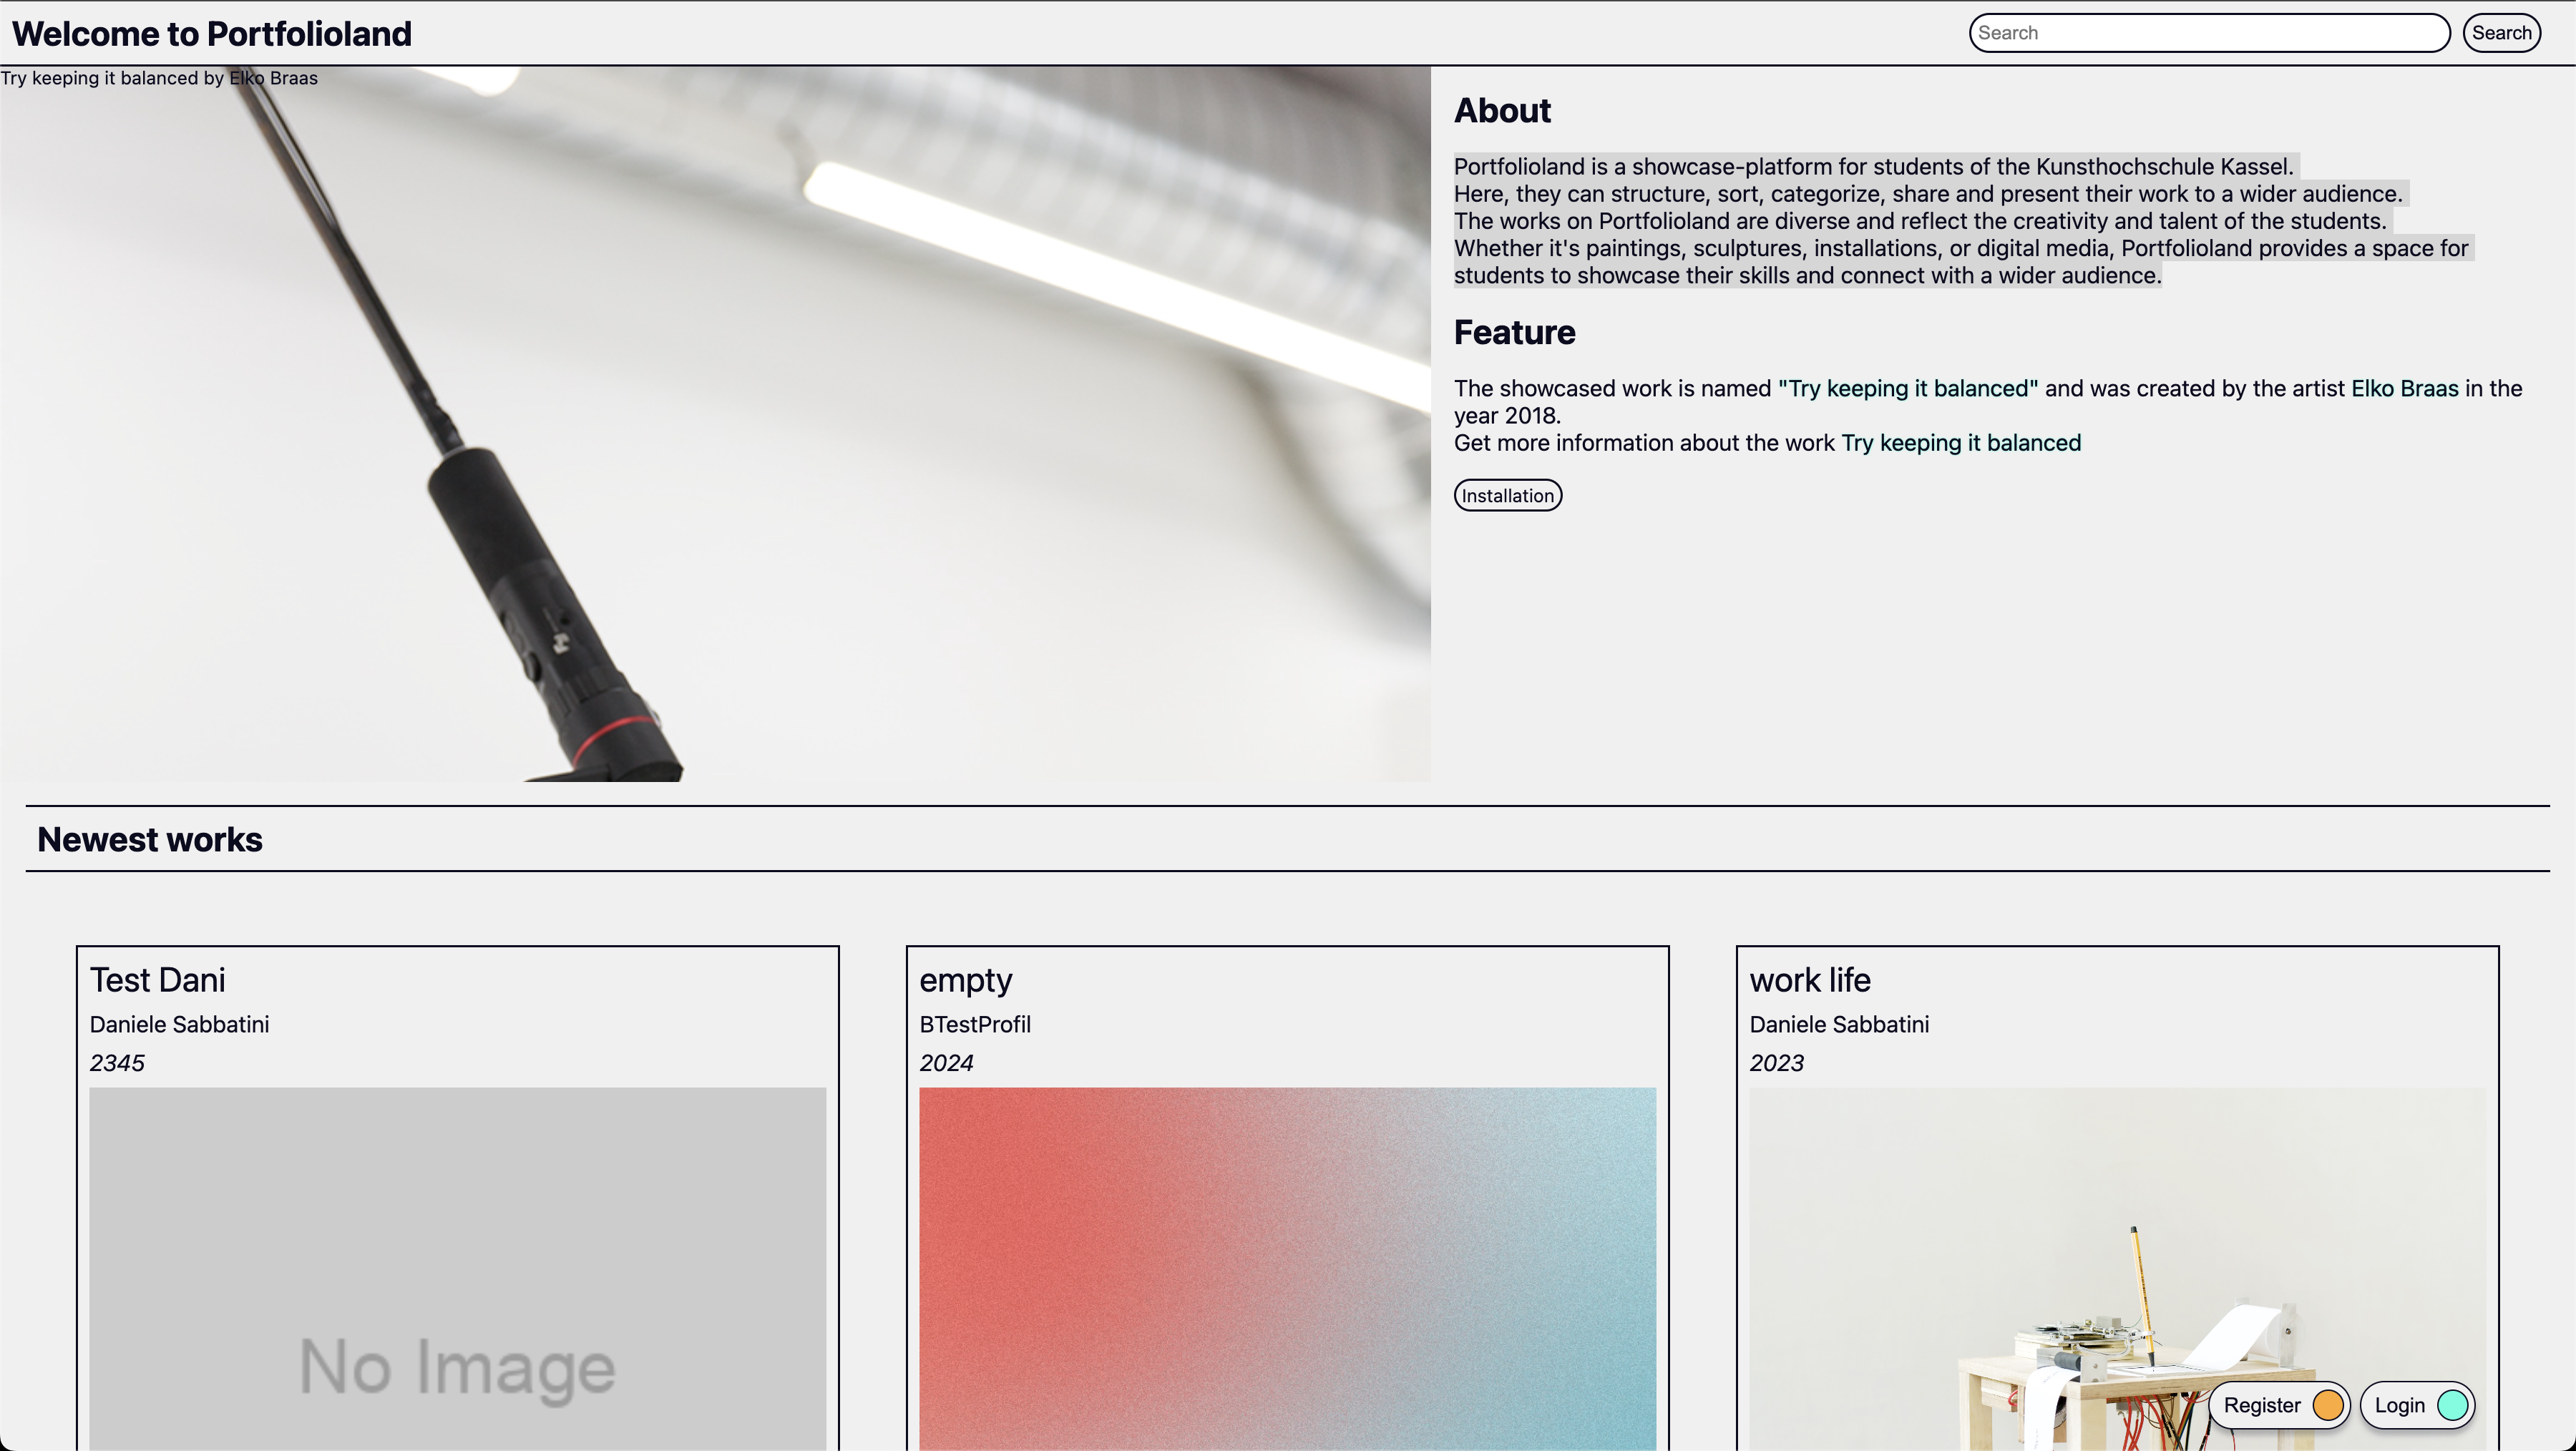 Welcome to Portfolioland
Search
Search
Try keeping it balanced by Elko Braas
About
Portfolioland is a showcase-platform for students of the Kunsthochschule Kassel.
Here, they can structure, sort, categorize, share and present their work to a wider audience.
The works on Portfolioland are diverse and reflect the creativity and talent of the students.
Whether it's paintings, sculptures, installations, or digital media, Portfolioland provides a space for
students to showcase their skills and connect with a wider audience.
Feature
The showcased work is named "Try keeping it balanced" and was created by the artist Elko Braas in the
year 2018.
Get more information about the work Try keeping it balanced
Installation
Newest works
Test Dani
Daniele Sabbatini
2345
No Image
empty
BTestProfil
2024
work life
Daniele Sabbatini
2023
Register
Login